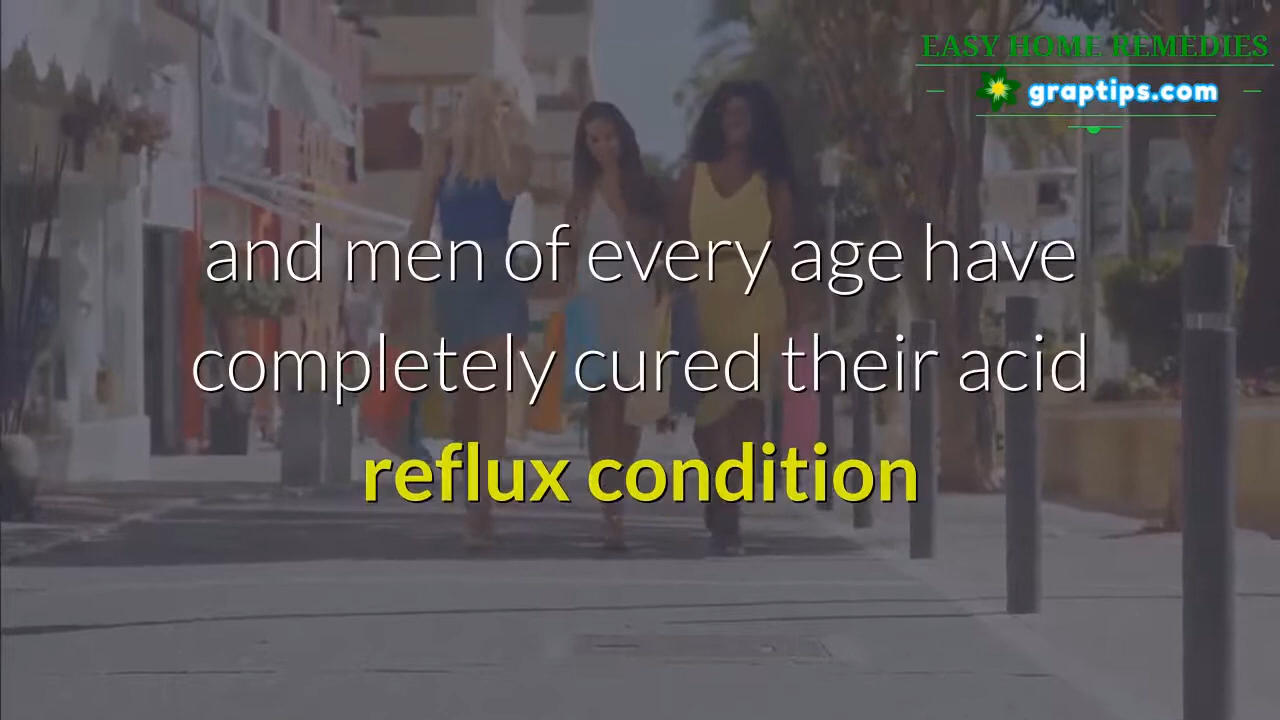 EASY HOME REMEDIES
graptips.com
and men of every age have
completely cured their acid
reflux condition